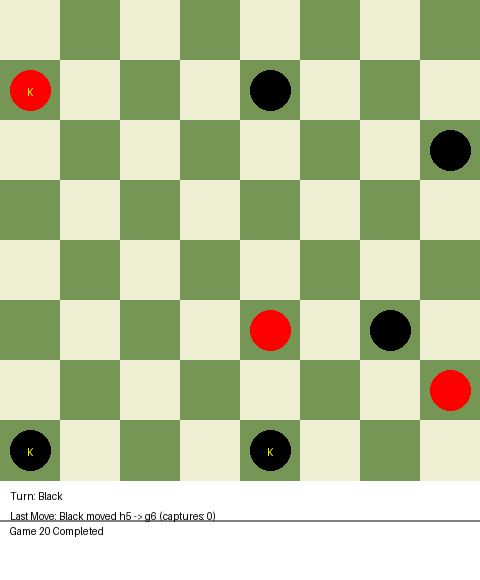 K
K
K
Turn: Black
Last Move: Black moved h5 -> g6 (captures: 0)
Game 20 Completed